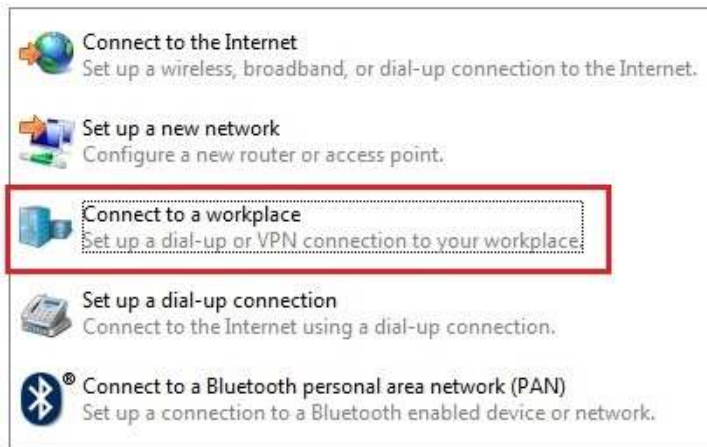 Connect to the Internet
Set up a wireless, broadband, or dial-up connection to the Internet.
Set up a new network
Configure a new router or access point.
Connect to a workplace
Set up a dial-up or VPN connection to your workplace.
Set up a dial-up connection
Connect to the Internet using a dial-up connection.
® Connect to a Bluetooth personal area network (PAN)
Set up a connection to a Bluetooth enabled device or network.